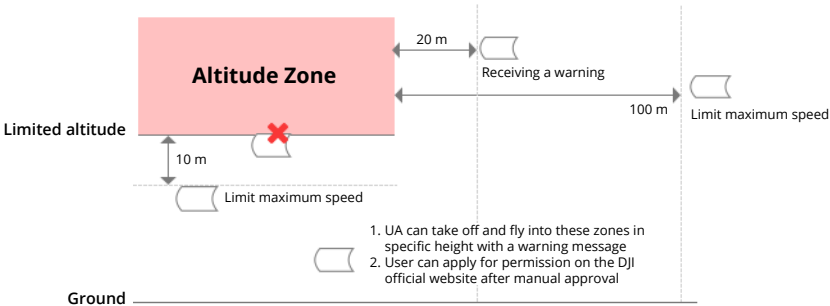 20 m
Altitude Zone
Receiving a warning
100 m
Limit maximum speed
Limited altitude
10 m
Limit maximum speed
1. UA can take off and fly into these zones in
specific height with a warning message
2. User can apply for permission on the DJI
official website after manual approval
Ground